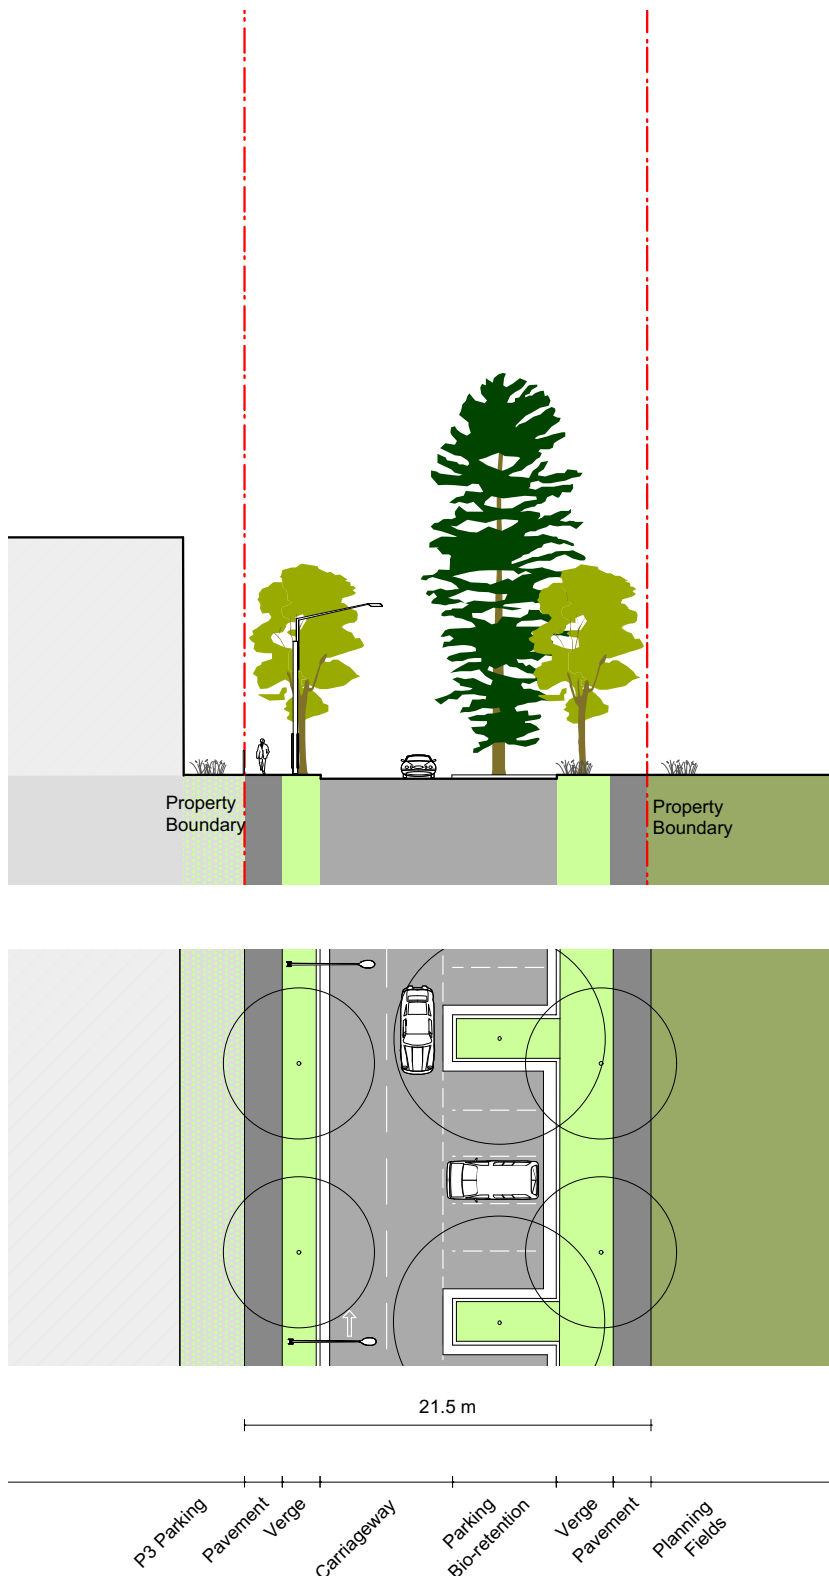 Property
Boundary
Property
Boundary
21.5 m
P3 Parking
Pavement
Verge
Carriageway
Parking
Bio-retention
Verge
Pavement
Planning
Fields